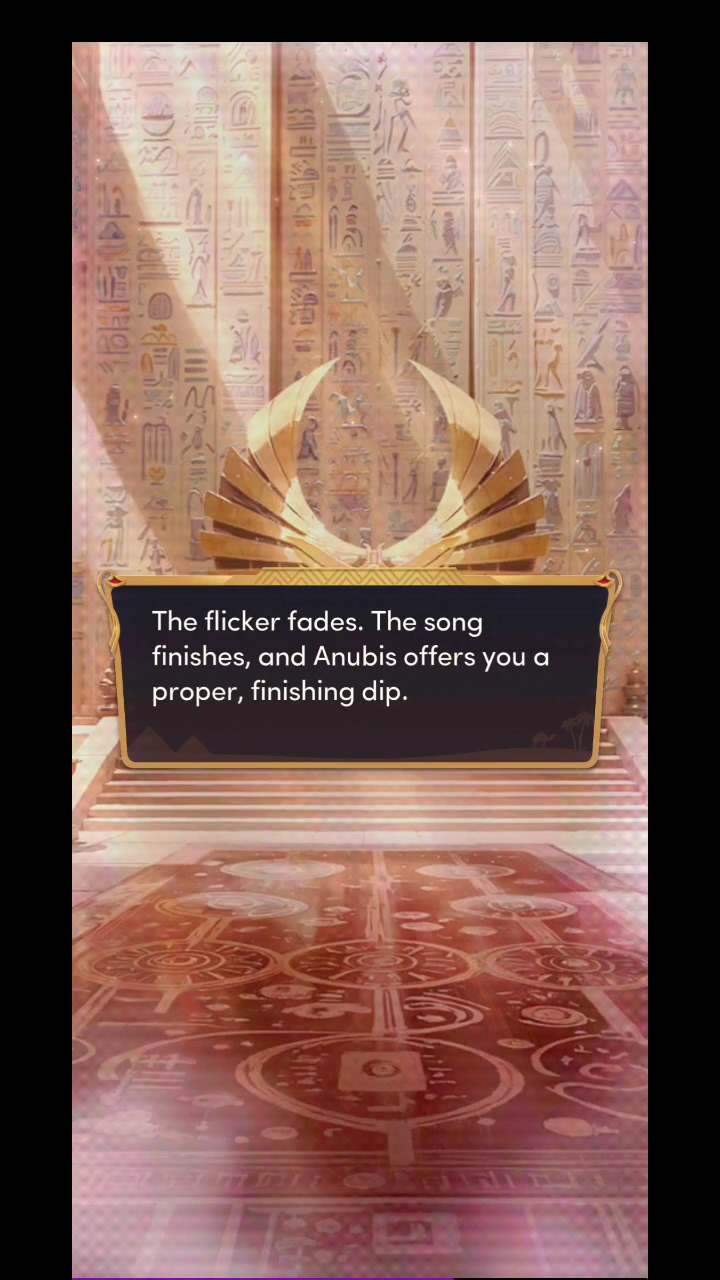 The flicker fades. The song
finishes, and Anubis offers you a
proper, finishing dip.